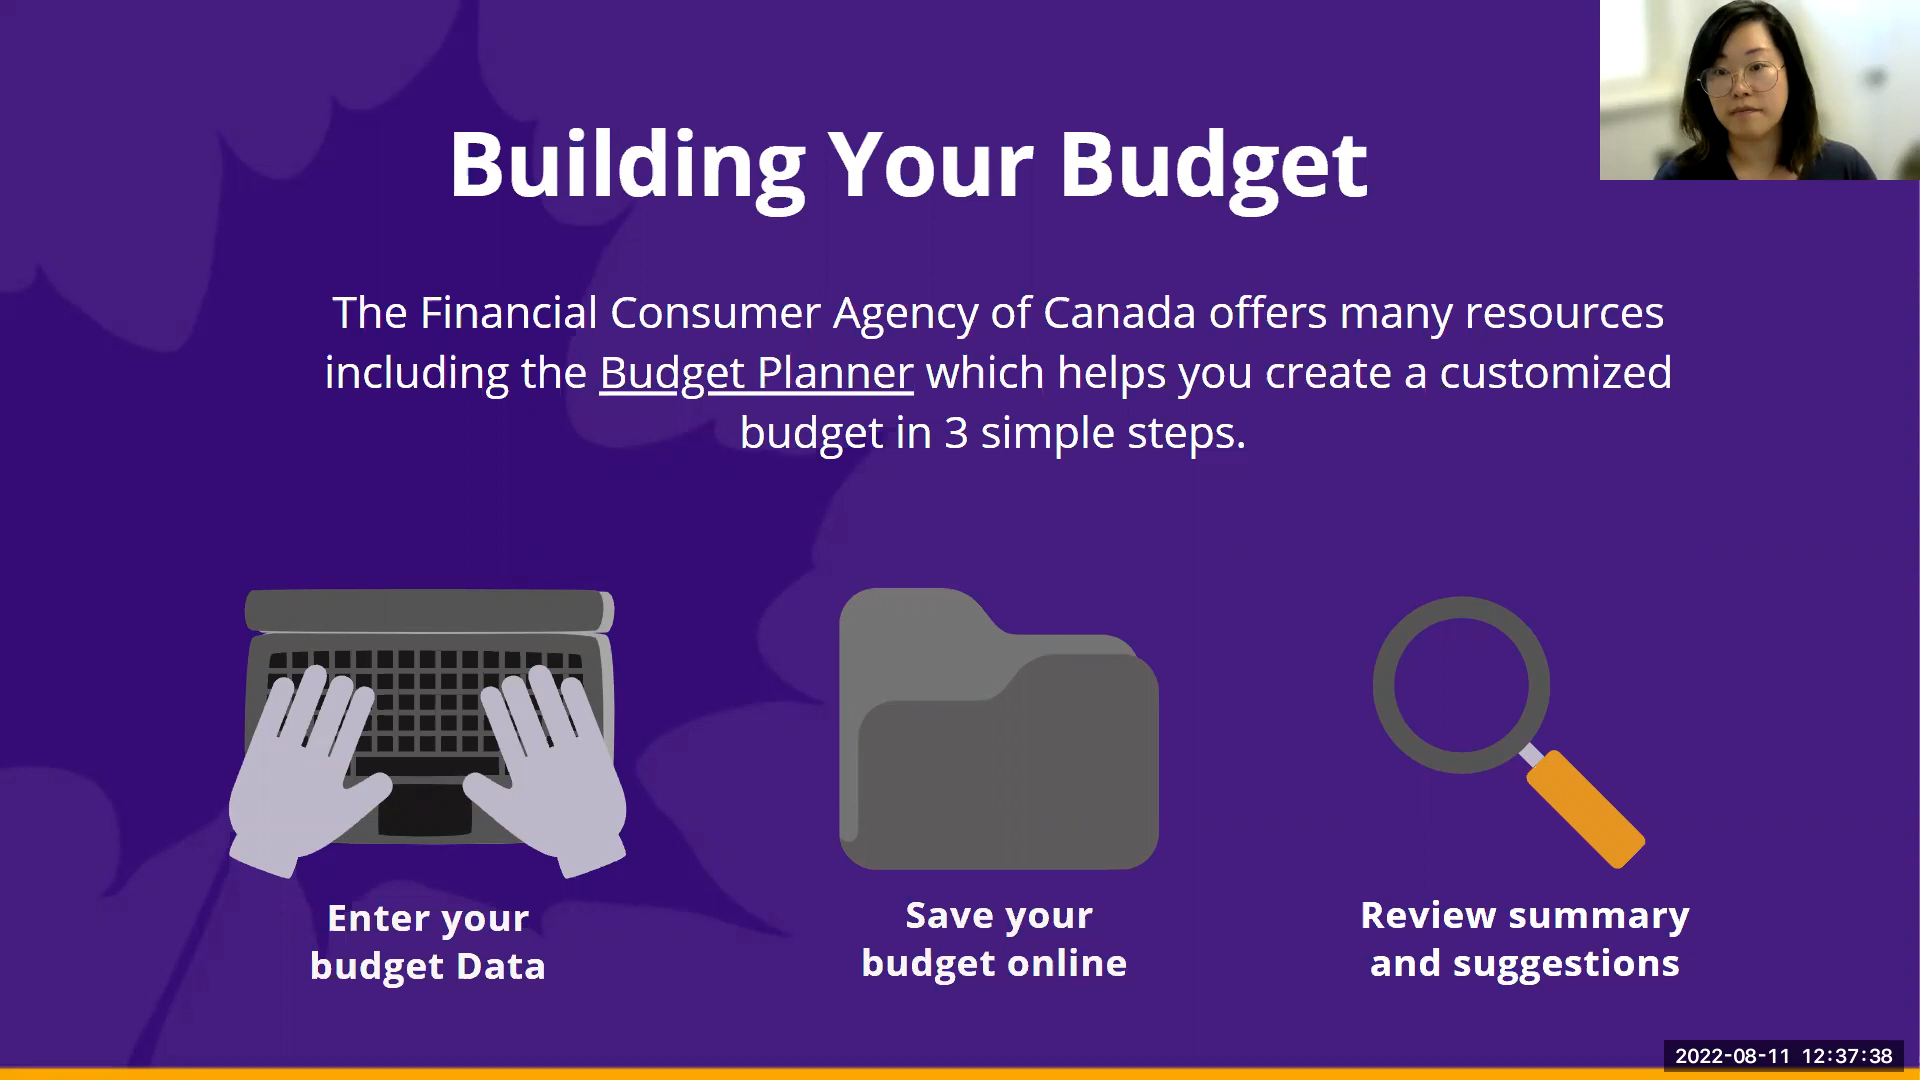 Building Your Budget
The Financial Consumer Agency of Canada offers many resources
including the Budget Planner which helps you create a customized
budget in 3 simple steps.
Enter your
budget Data
Save your
budget online
Review summary
and suggestions
2022-08-11 12:37:38